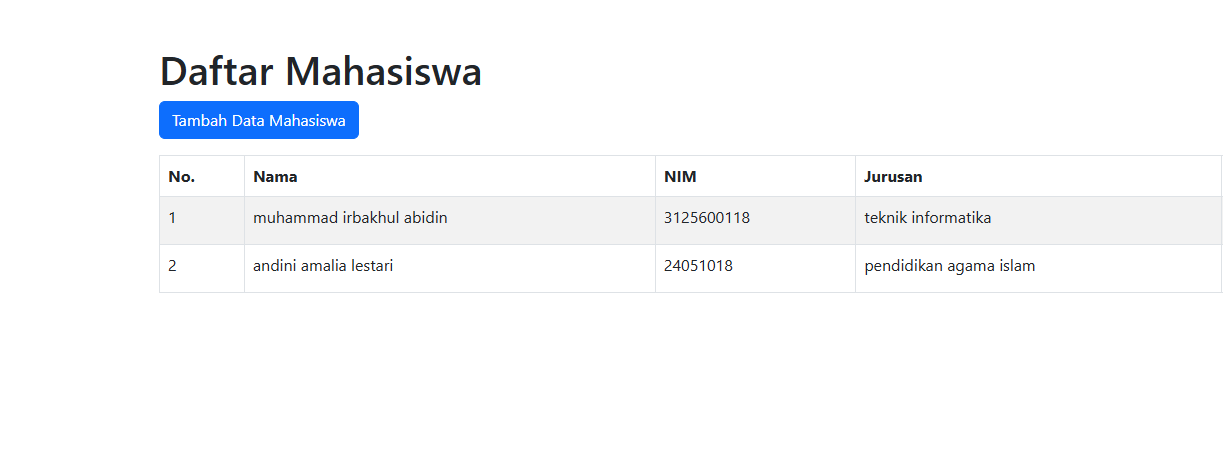 Daftar Mahasiswa
Tambah Data Mahasiswa
No. Nama NIM Jurusan
1 muhammad irbakhul abidin 3125600118 teknik informatika
2 andini amalia lestari 24051018 pendidikan agama islam